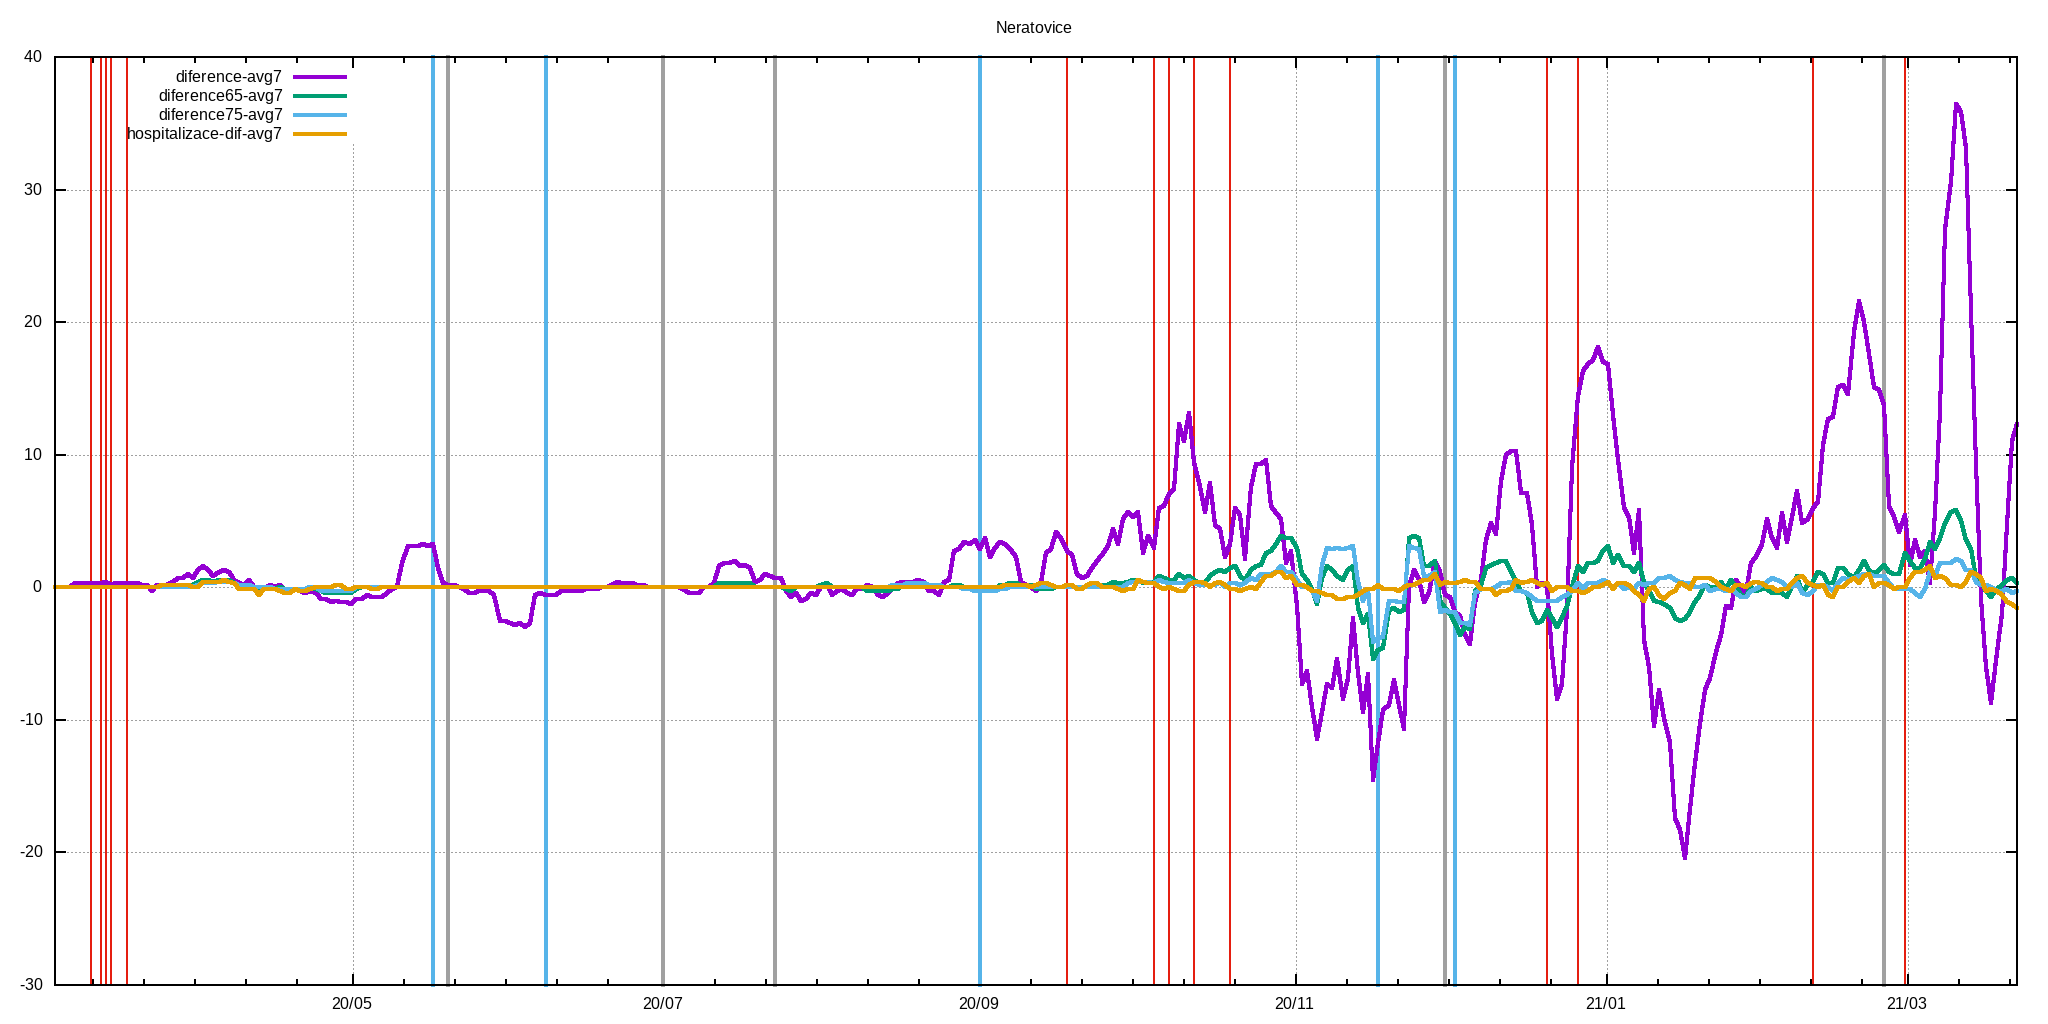 Neratovice
40
diference-avg7
diference65-avg7
diference75-avg7
hospitalizace-dif-avg7
30
20
10
0
-10
-20
-30
20/05 20/07 20/09 20/11 21/01 21/03